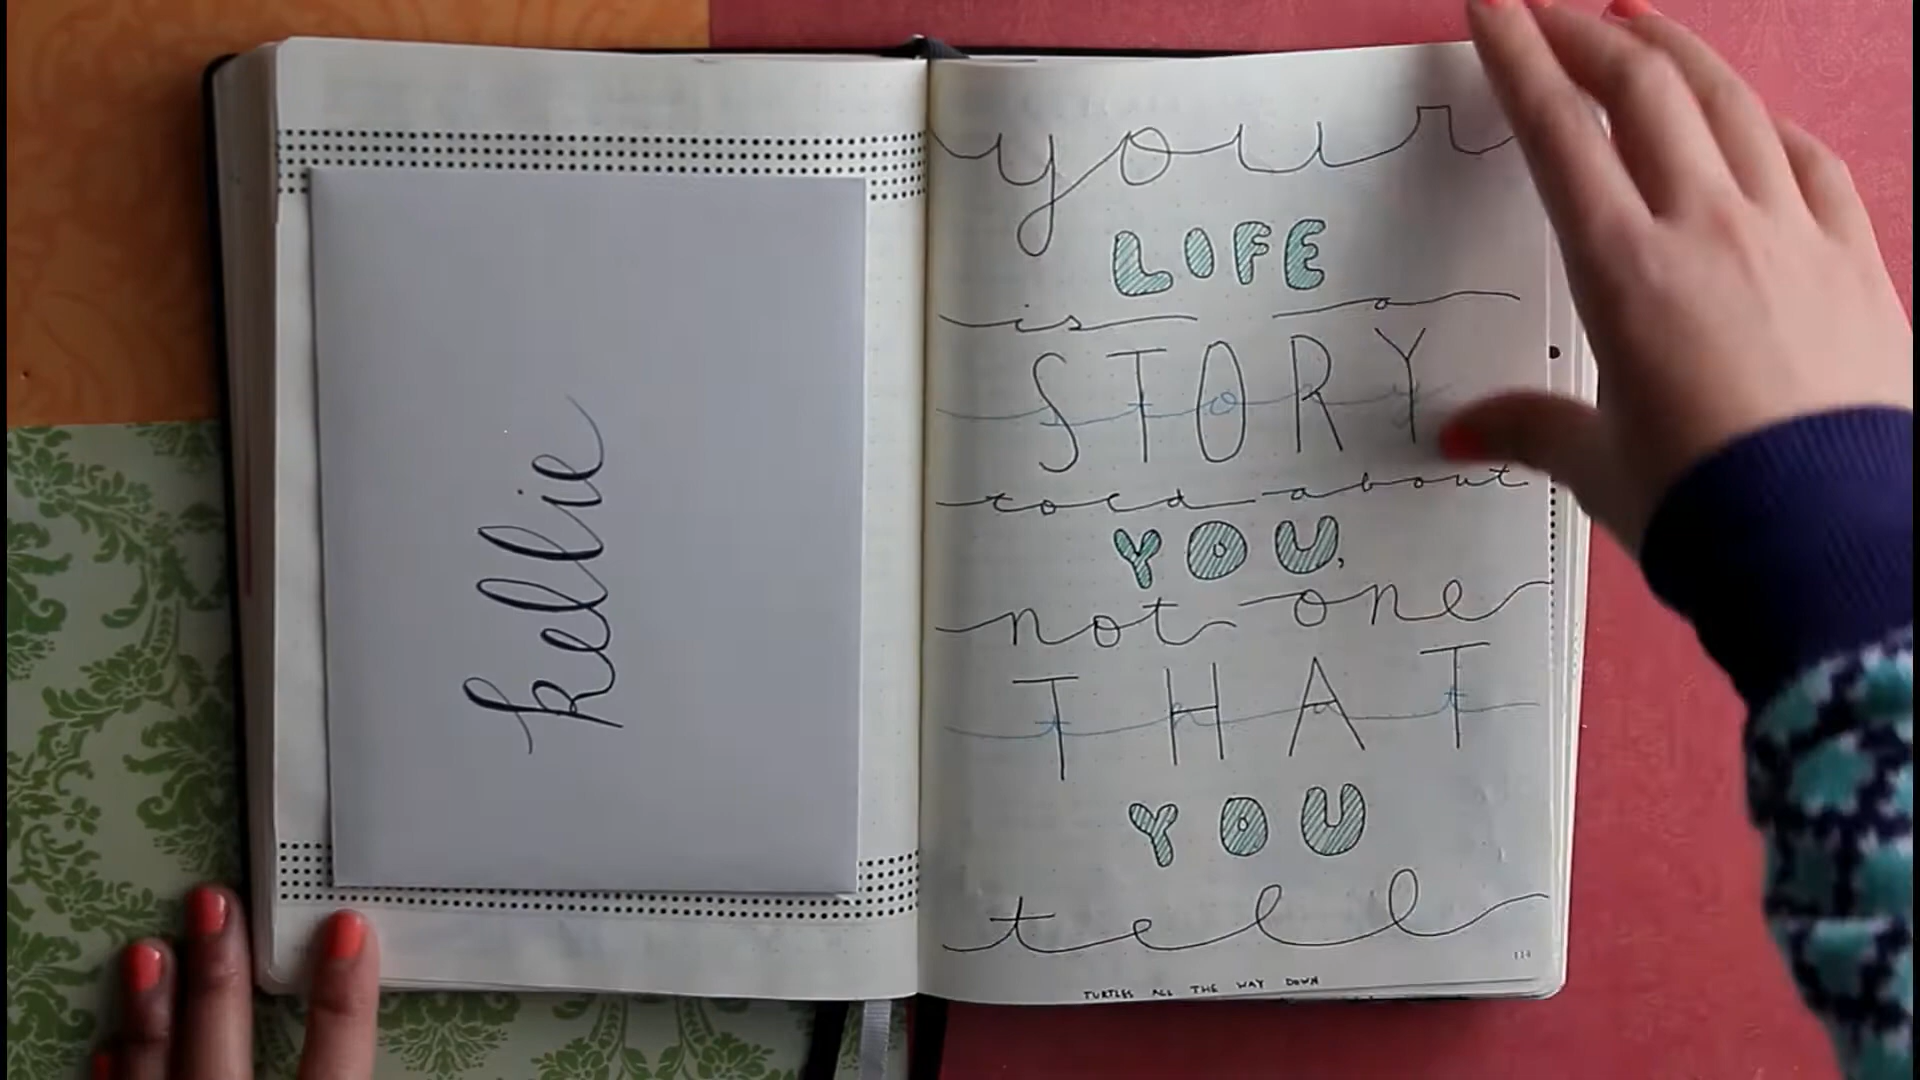 kellie
your
LIFE
is a
STORY
told about
YOU,
not one
THAT
YOU
tell
TURTLES ALL THE WAY DOWN